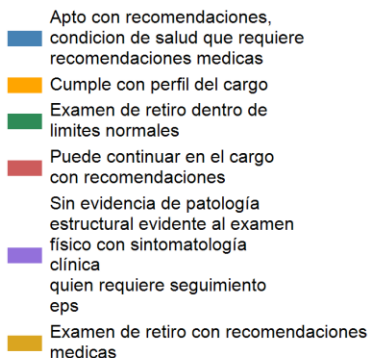 Apto con recomendaciones,
condicion de salud que requiere
recomendaciones medicas
Cumple con perfil del cargo
Examen de retiro dentro de
limites normales
Puede continuar en el cargo
con recomendaciones
Sin evidencia de patología
estructural evidente al examen
físico con sintomatología
clínica
quien requiere seguimiento
eps
Examen de retiro con recomendaciones
medicas